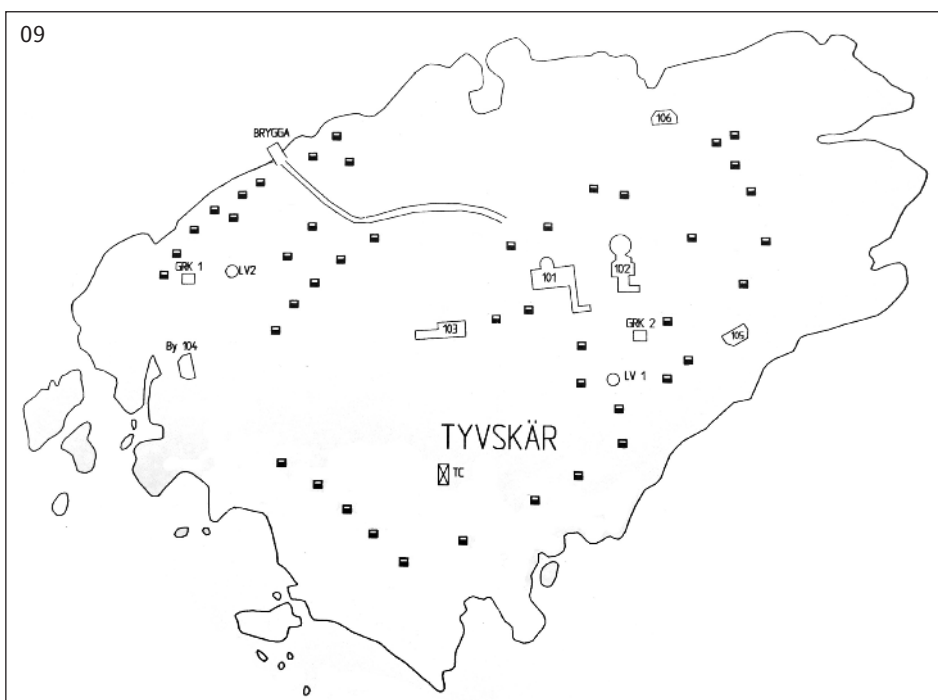 09
106
BRYGGA
GRK 1
LV2
101
102
103
GRK 2
105
By 104
LV 1
TYVSKÄR
TC